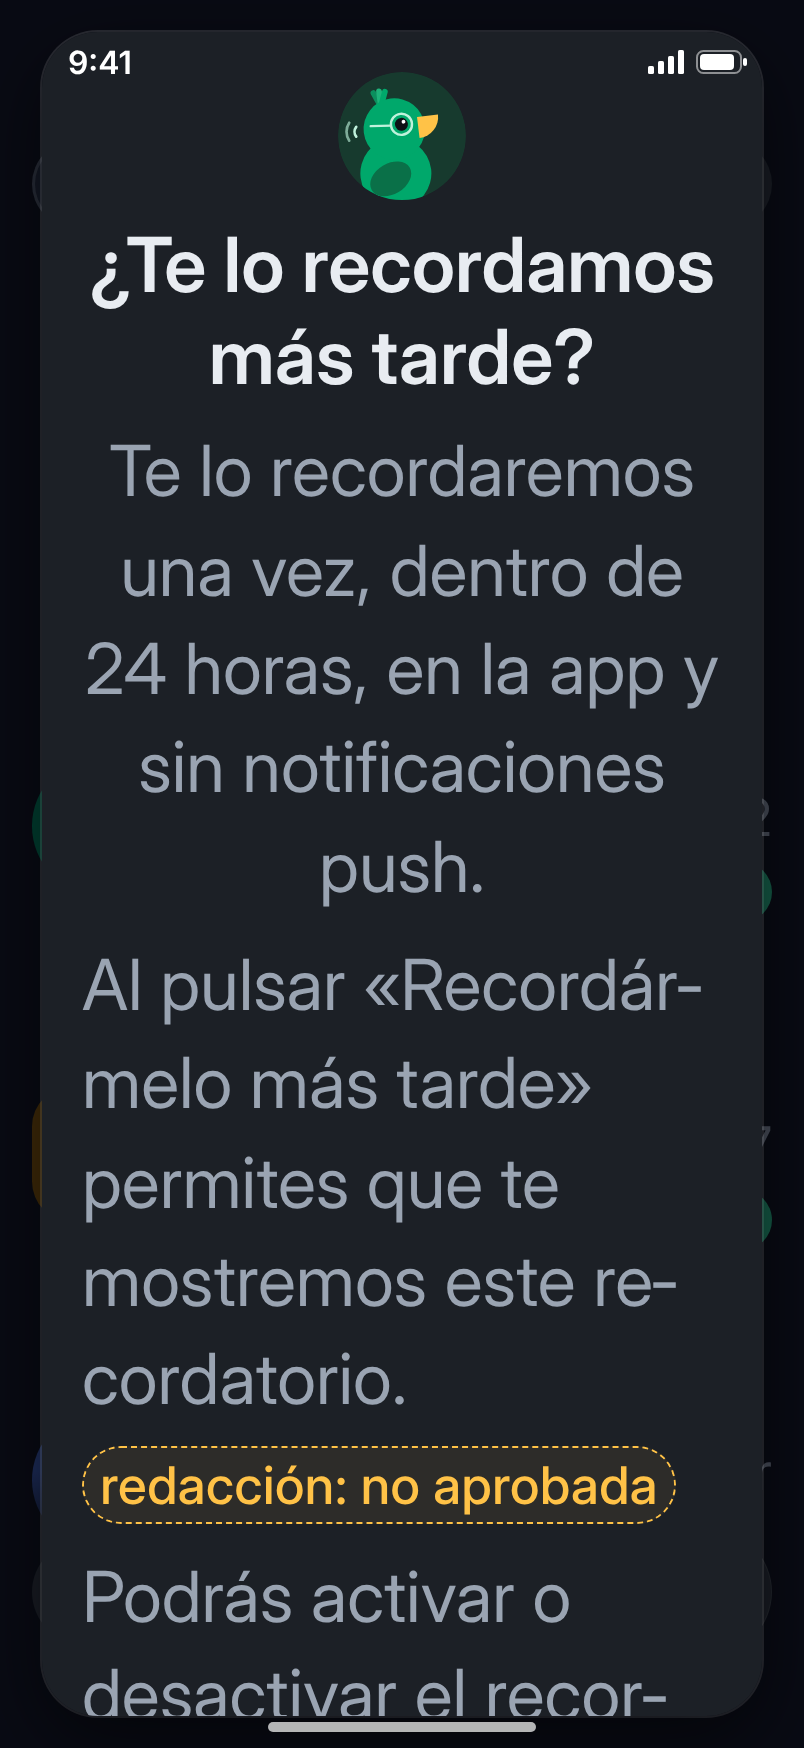 9:41
¿Te lo recordamos
más tarde?
Te lo recordaremos
una vez, dentro de
24 horas, en la app y
sin notificaciones
push.
Al pulsar «Recordár-
melo más tarde»
permites que te
mostremos este re-
cordatorio.
redacción: no aprobada
Podrás activar o
desactivar el recor-